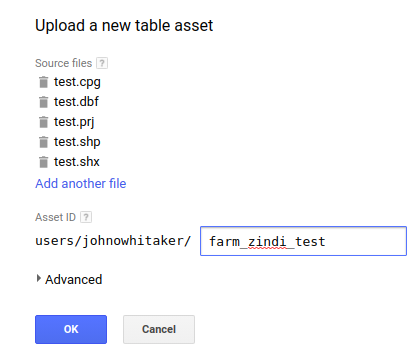 Upload a new table asset
Source files ?
test.cpg
test.dbf
test.prj
test.shp
test.shx
Add another file
Asset ID ?
users/johnowhitaker/ farm_zindi_test
Advanced
OK Cancel